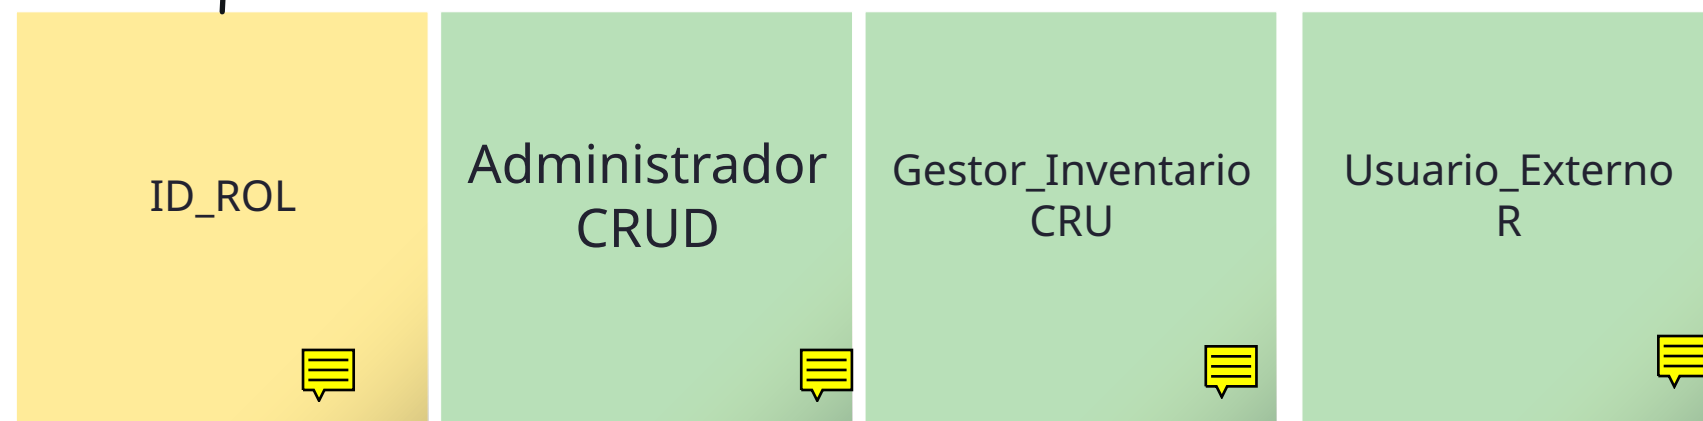 ID_ROL
Administrador
CRUD
Gestor_Inventario
CRU
Usuario_Externo
R